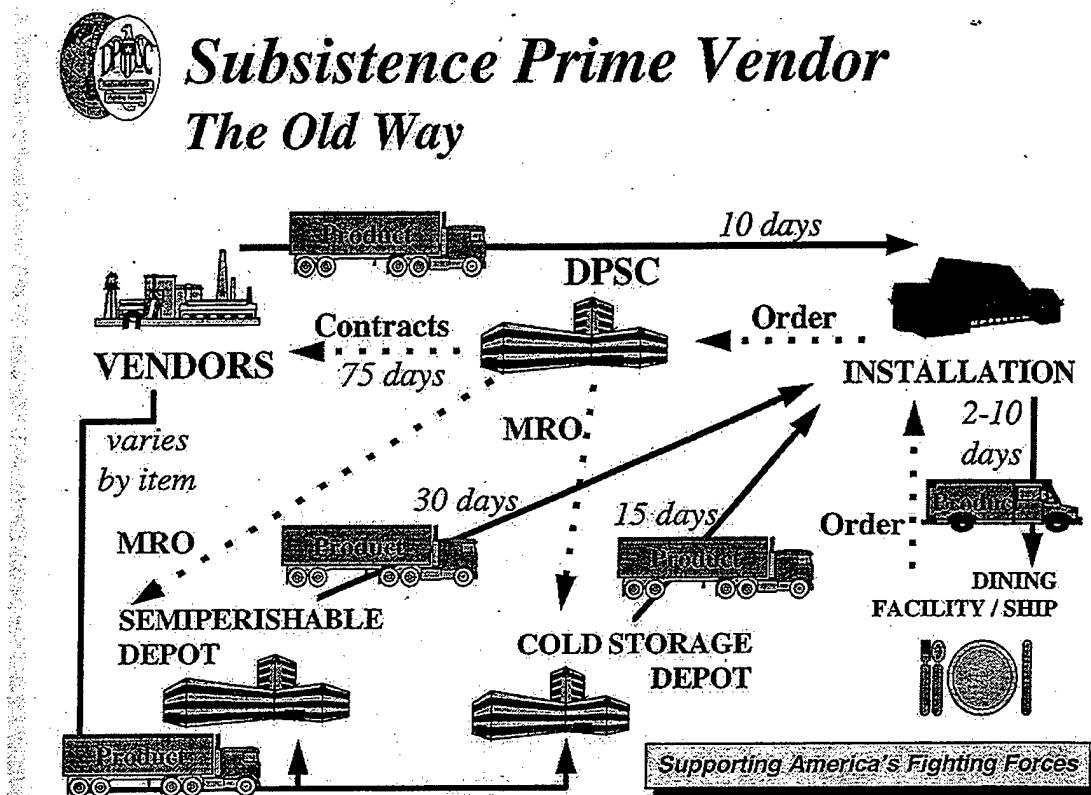 Subsistence Prime Vendor
The Old Way
Product
10 days
DPSC
Contracts
Order
VENDORS
75 days
INSTALLATION
MRO
2-10
days
varies
by item
30 days
15 days
Product
Order
MRO
Product
Product
DINING
FACILITY / SHIP
SEMIPERISHABLE
DEPOT
COLD STORAGE
DEPOT
Product
Supporting America's Fighting Forces